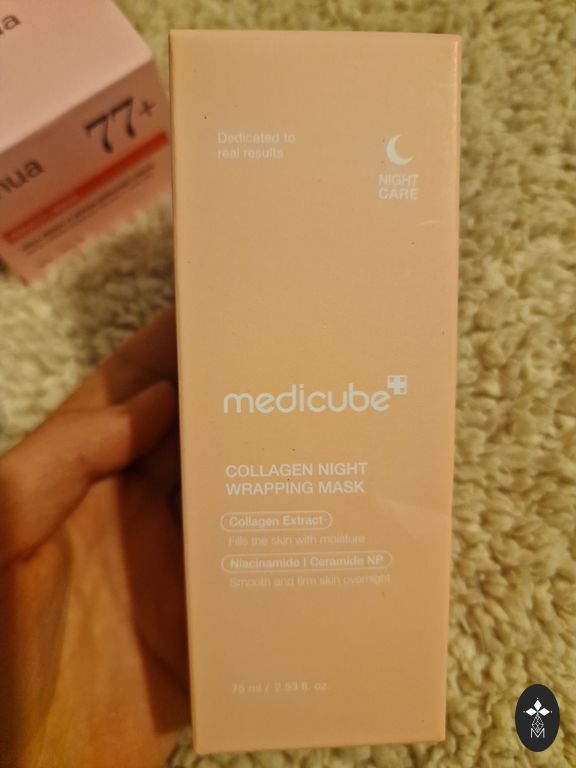 77+
Dedicated to
real results
NIGHT
CARE
medicube
COLLAGEN NIGHT
WRAPPING MASK
Collagen Extract
Fills the skin with moisture
Niacinamide | Ceramide NP
Smooth and firm skin overnight
75 ml / 2.53 fl. oz.
M